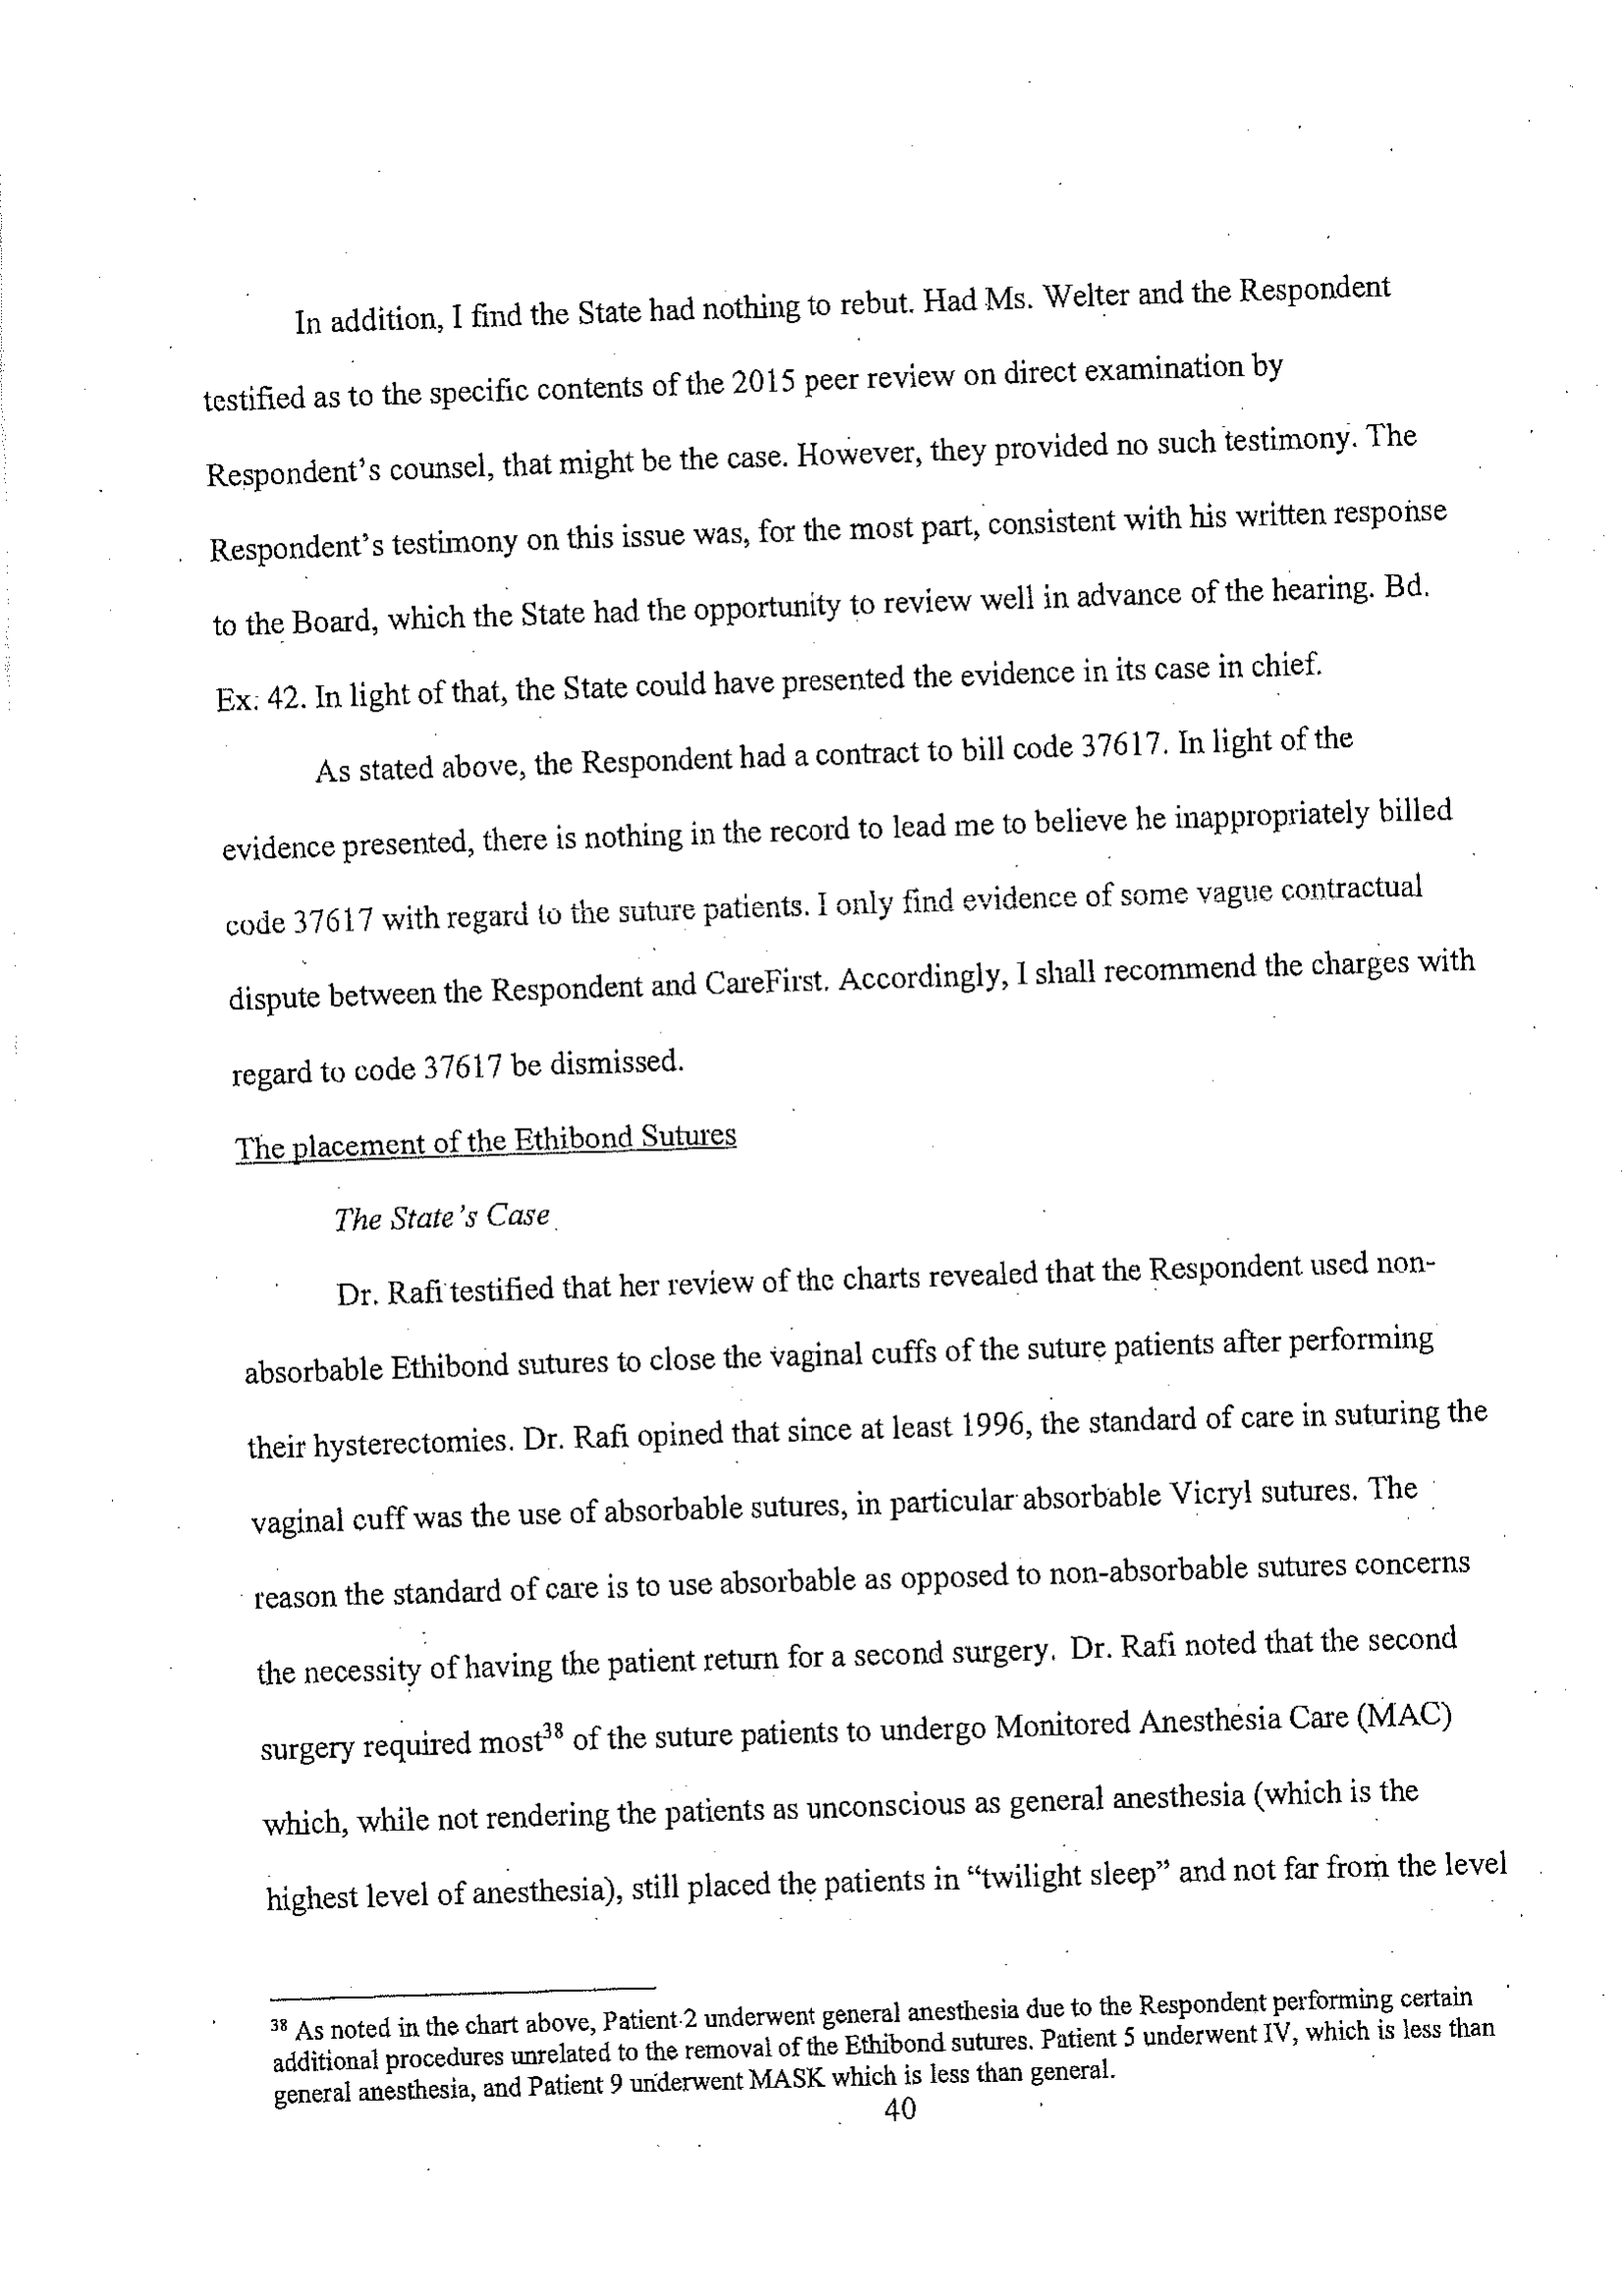 In addition, I find the State had nothing to rebut. Had Ms. Welter and the Respondent
testified as to the specific contents of the 2015 peer review on direct examination by
Respondent's counsel, that might be the case. However, they provided no such testimony. The
Respondent's testimony on this issue was, for the most part, consistent with his written response
to the Board, which the State had the opportunity to review well in advance of the hearing. Bd.
Ex. 42. In light of that, the State could have presented the evidence in its case in chief.
As stated above, the Respondent had a contract to bill code 37617. In light of the
evidence presented, there is nothing in the record to lead me to believe he inappropriately billed
code 37617 with regard to the suture patients. I only find evidence of some vague contractual
dispute between the Respondent and CareFirst. Accordingly, I shall recommend the charges with
regard to code 37617 be dismissed.
The placement of the Ethibond Sutures
The State's Case
Dr. Rafi testified that her review of the charts revealed that the Respondent used non-
absorbable Ethibond sutures to close the vaginal cuffs of the suture patients after performing
their hysterectomies. Dr. Rafi opined that since at least 1996, the standard of care in suturing the
vaginal cuff was the use of absorbable sutures, in particular absorbable Vicryl sutures. The
reason the standard of care is to use absorbable as opposed to non-absorbable sutures concerns
the necessity of having the patient return for a second surgery. Dr. Rafi noted that the second
surgery required most38 of the suture patients to undergo Monitored Anesthesia Care (MAC)
which, while not rendering the patients as unconscious as general anesthesia (which is the
highest level of anesthesia), still placed the patients in “twilight sleep” and not far from the level
38 As noted in the chart above, Patient 2 underwent general anesthesia due to the Respondent performing certain
additional procedures unrelated to the removal of the Ethibond sutures. Patient 5 underwent IV, which is less than
general anesthesia, and Patient 9 underwent MASK which is less than general.
40